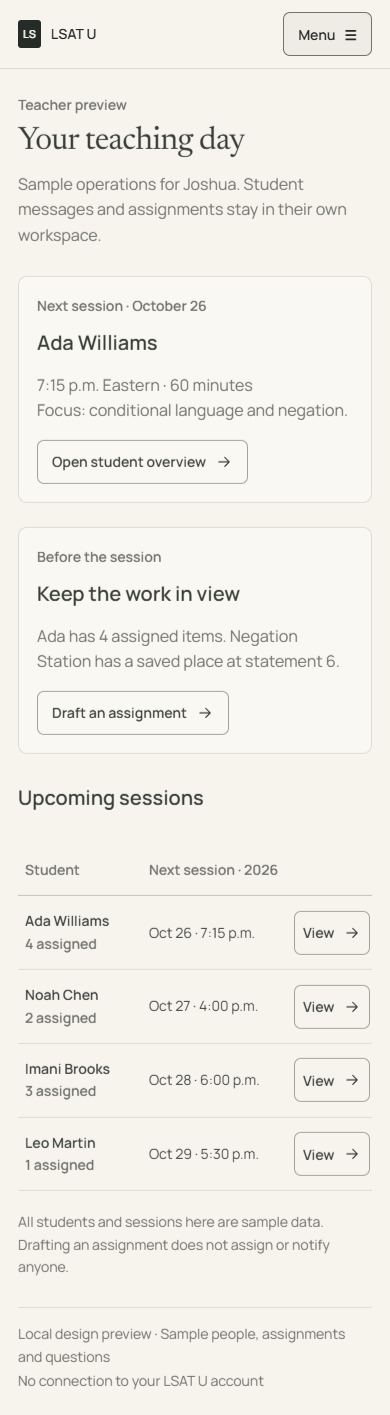 LS LSAT U Menu ☰
Teacher preview
Your teaching day
Sample operations for Joshua. Student
messages and assignments stay in their own
workspace.
Next session · October 26
Ada Williams
7:15 p.m. Eastern · 60 minutes
Focus: conditional language and negation.
Open student overview →
Before the session
Keep the work in view
Ada has 4 assigned items. Negation
Station has a saved place at statement 6.
Draft an assignment →
Upcoming sessions
Student Next session · 2026
Ada Williams
4 assigned
Oct 26 · 7:15 p.m.
View →
Noah Chen
2 assigned
Oct 27 · 4:00 p.m.
View →
Imani Brooks
3 assigned
Oct 28 · 6:00 p.m.
View →
Leo Martin
1 assigned
Oct 29 · 5:30 p.m.
View →
All students and sessions here are sample data.
Drafting an assignment does not assign or notify
anyone.
Local design preview · Sample people, assignments
and questions
No connection to your LSAT U account